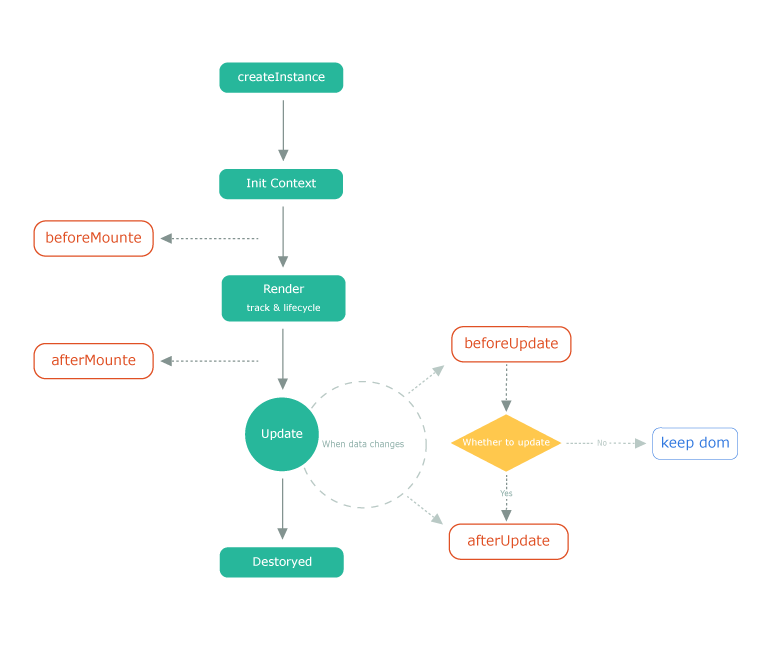 createInstance
Init Context
beforeMounte
Render
track & lifecycle
afterMounte
beforeUpdate
Update
When data changes
Whether to update
No
keep dom
Yes
afterUpdate
Destoryed